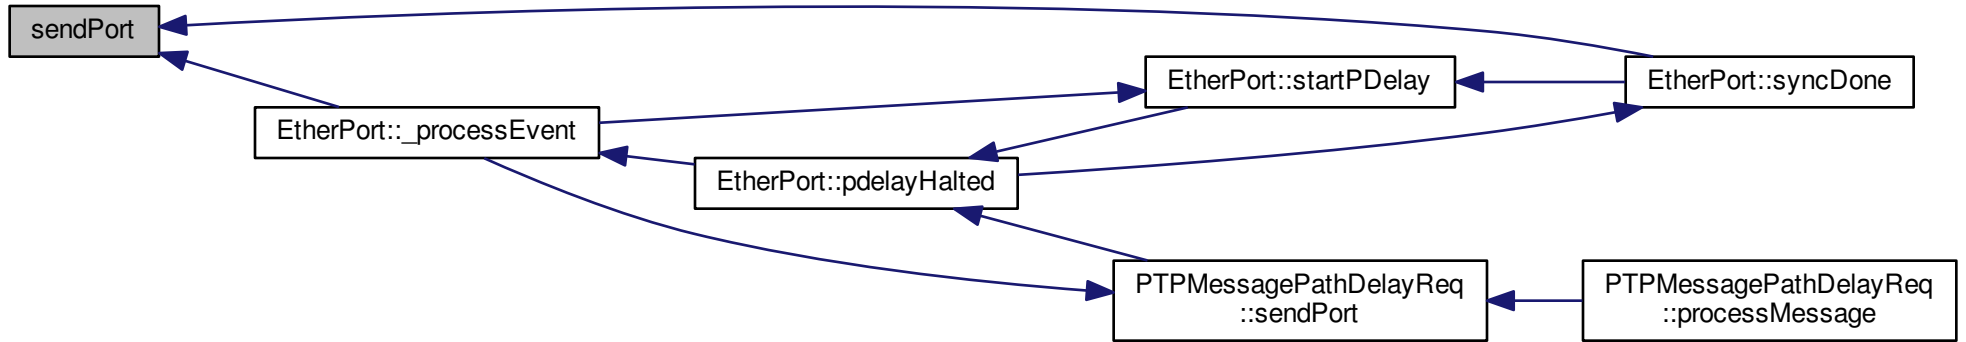 sendPort
EtherPort::startPDelay
EtherPort::syncDone
EtherPort::_processEvent
EtherPort::pdelayHalted
PTPMessagePathDelayReq
::sendPort
PTPMessagePathDelayReq
::processMessage